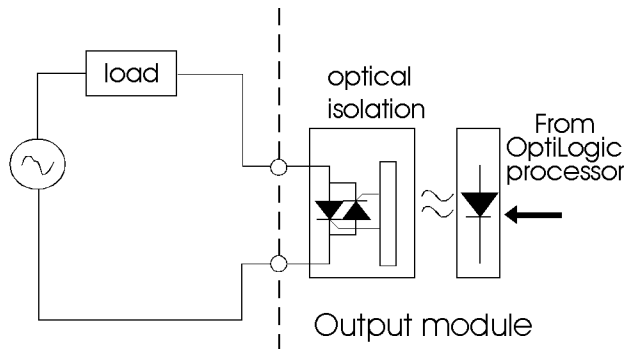 load
optical
isolation
From
OptiLogic
processor
Output module